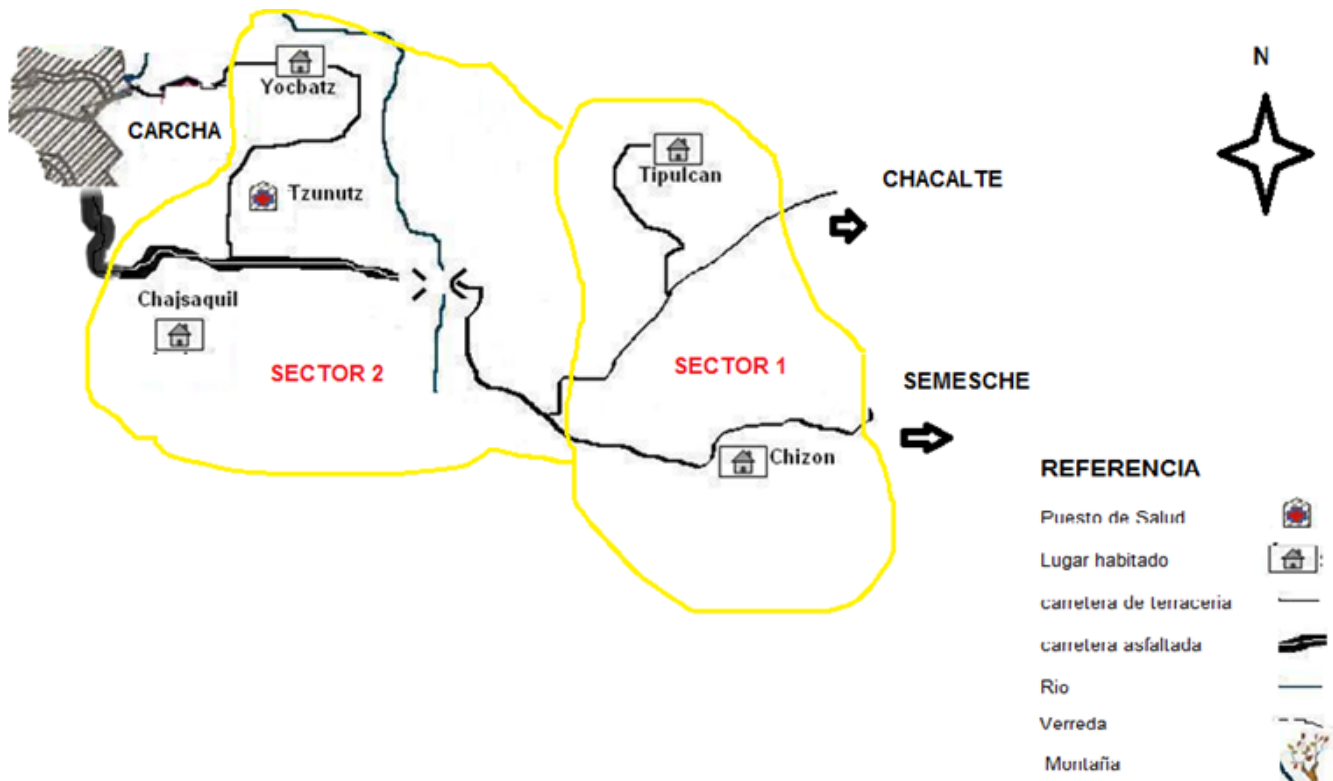 N
Yocbatz
CARCHA
Tipulcan
CHACALTE
Tzunutz
Chajsaquil
SECTOR 2
SECTOR 1
SEMESCHE
Chizon
REFERENCIA
Puesto de Salud
Lugar habitado
carretera de terraceria
carretera asfaltada
Rio
Verreda
Montaña